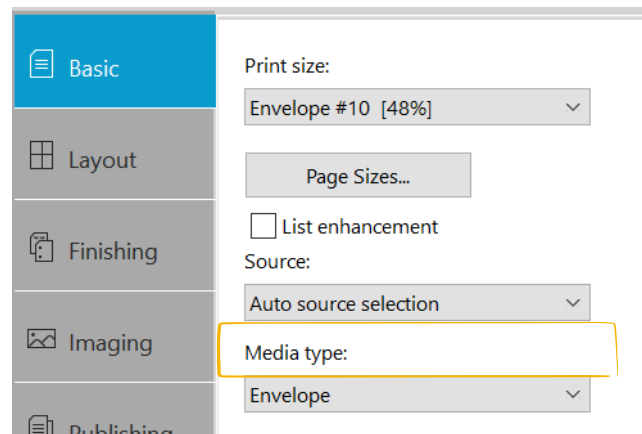 Basic
Layout
Finishing
Imaging
Publishing
Print size:
Envelope #10 [48%]
Page Sizes...
List enhancement
Source:
Auto source selection
Media type:
Envelope